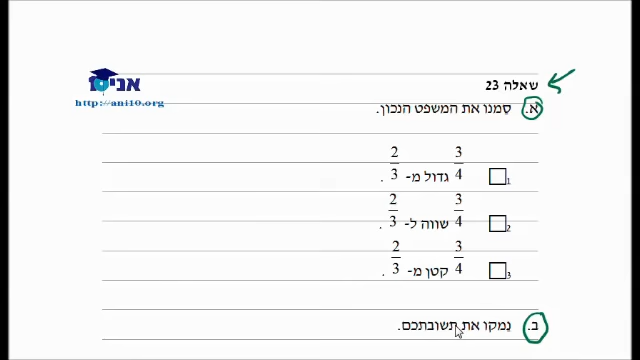 אני10
http://ani10.org
שאלה 23
א. סמנו את המשפט הנכון.
1 3/4 גדול מ- 2/3 .
2 3/4 שווה ל- 2/3 .
3 3/4 קטן מ- 2/3 .
ב. נמקו את תשובתכם.